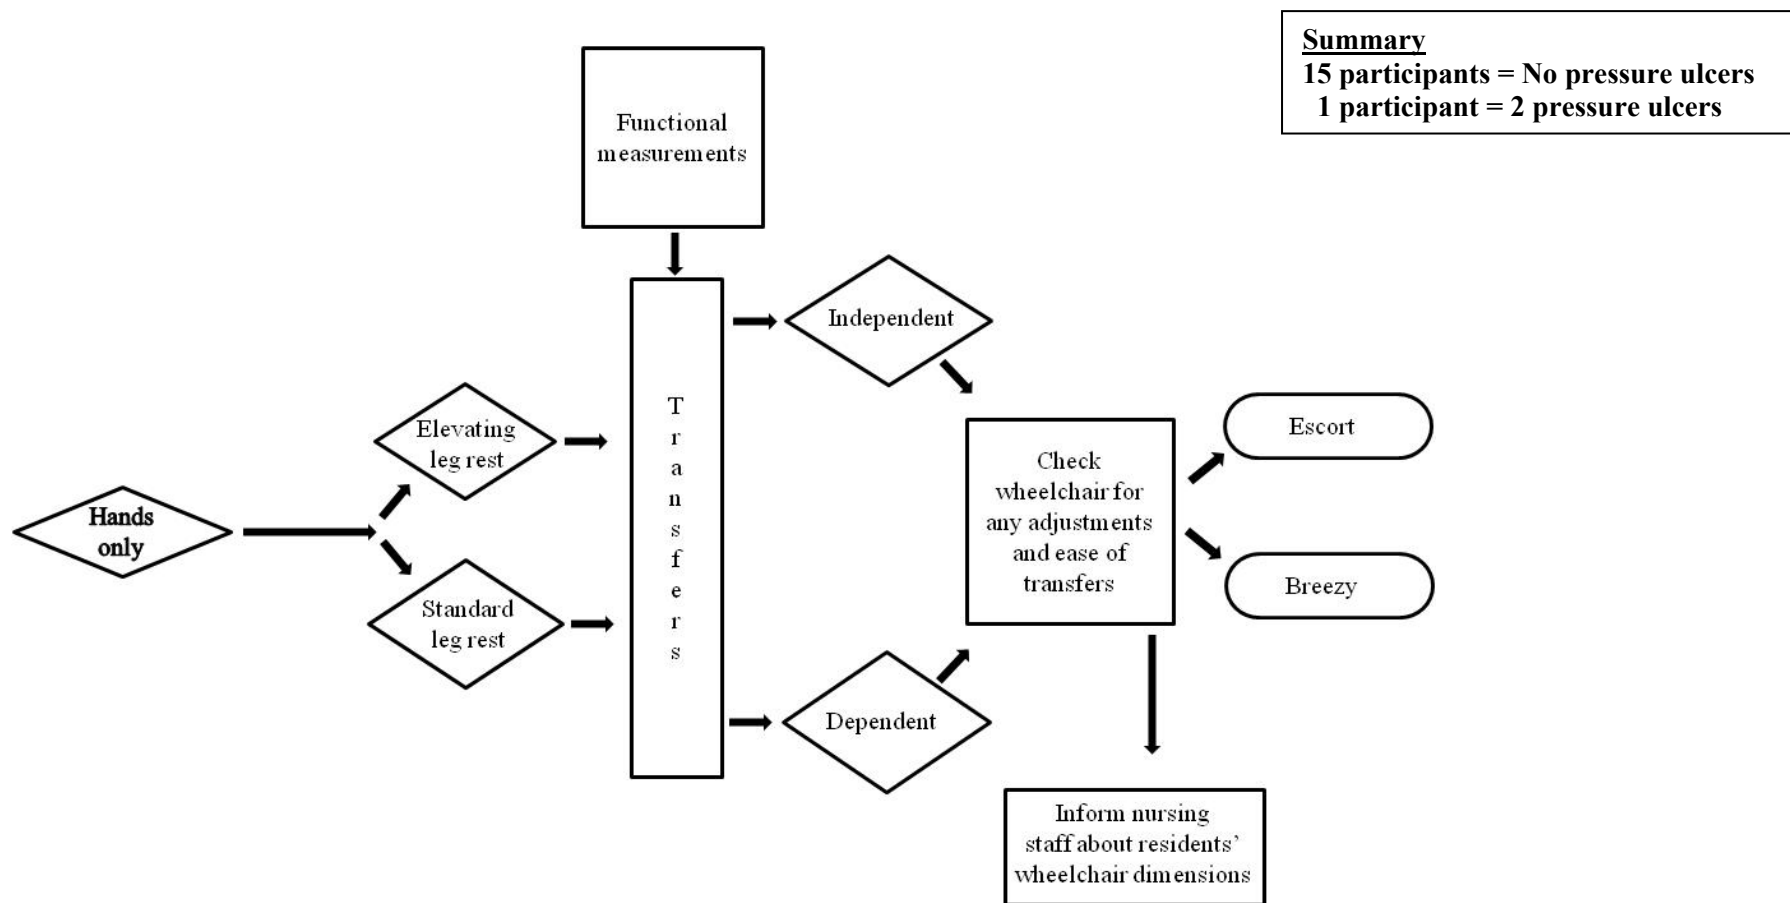 Summary
15 participants = No pressure ulcers
1 participant = 2 pressure ulcers
Functional
measurements
Hands
only
Elevating
leg rest
Standard
leg rest
Transfers
Independent
Dependent
Check
wheelchair for
any adjustments
and ease of
transfers
Escort
Breezy
Inform nursing
staff about residents’
wheelchair dimensions